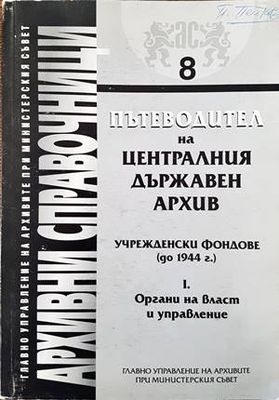 ГЛАВНО УПРАВЛЕНИЕ НА АРХИВИТЕ ПРИ МИНИСТЕРСКИЯ СЪВЕТ
АРХИВНИ СПРАВОЧНИЦИ
ас
8
ПЪТЕВОДИТЕЛ
на
ЦЕНТРАЛНИЯ
ДЪРЖАВЕН
АРХИВ
УЧРЕЖДЕНСКИ ФОНДОВЕ
(до 1944 г.)
I.
Органи на власт
и управление
ГЛАВНО УПРАВЛЕНИЕ НА АРХИВИТЕ
ПРИ МИНИСТЕРСКИЯ СЪВЕТ